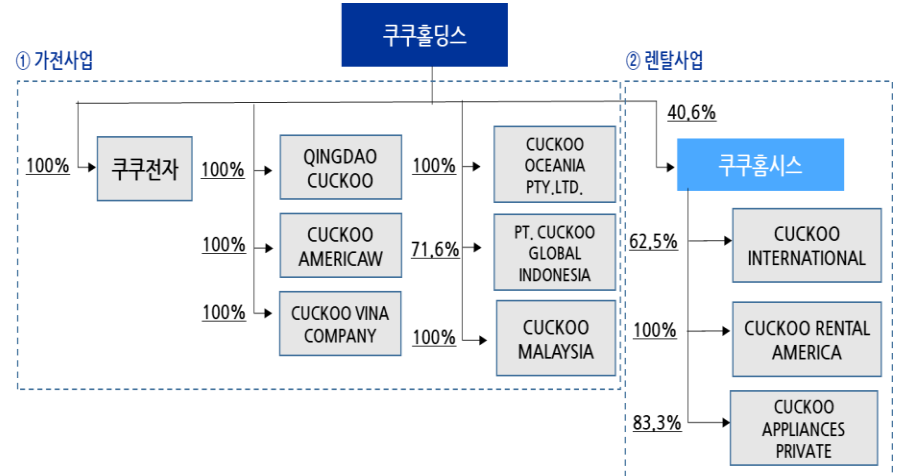 쿠쿠홀딩스
① 가전사업
② 렌탈사업
100%
쿠쿠전자
100%
QINGDAO
CUCKOO
100%
CUCKOO
AMERICAW
100%
CUCKOO VINA
COMPANY
100%
CUCKOO
OCEANIA
PTY.LTD.
71.6%
PT. CUCKOO
GLOBAL
INDONESIA
100%
CUCKOO
MALAYSIA
40.6%
쿠쿠홈시스
62.5%
CUCKOO
INTERNATIONAL
100%
CUCKOO RENTAL
AMERICA
83.3%
CUCKOO
APPLIANCES
PRIVATE